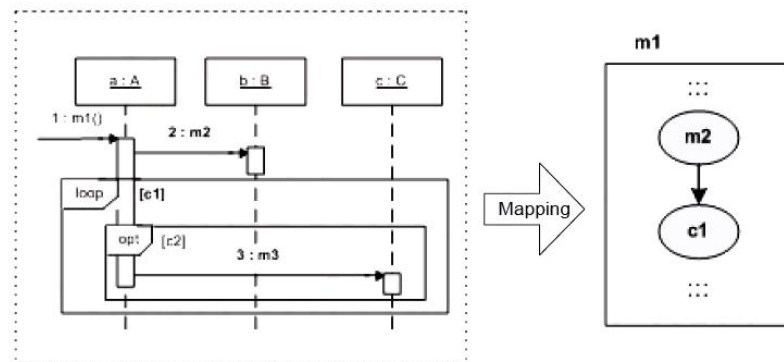 m1
a : A
b : B
c : C
1 : m1()
2 : m2
m2
loop
[c1]
Mapping
c1
opt
[c2]
3 : m3